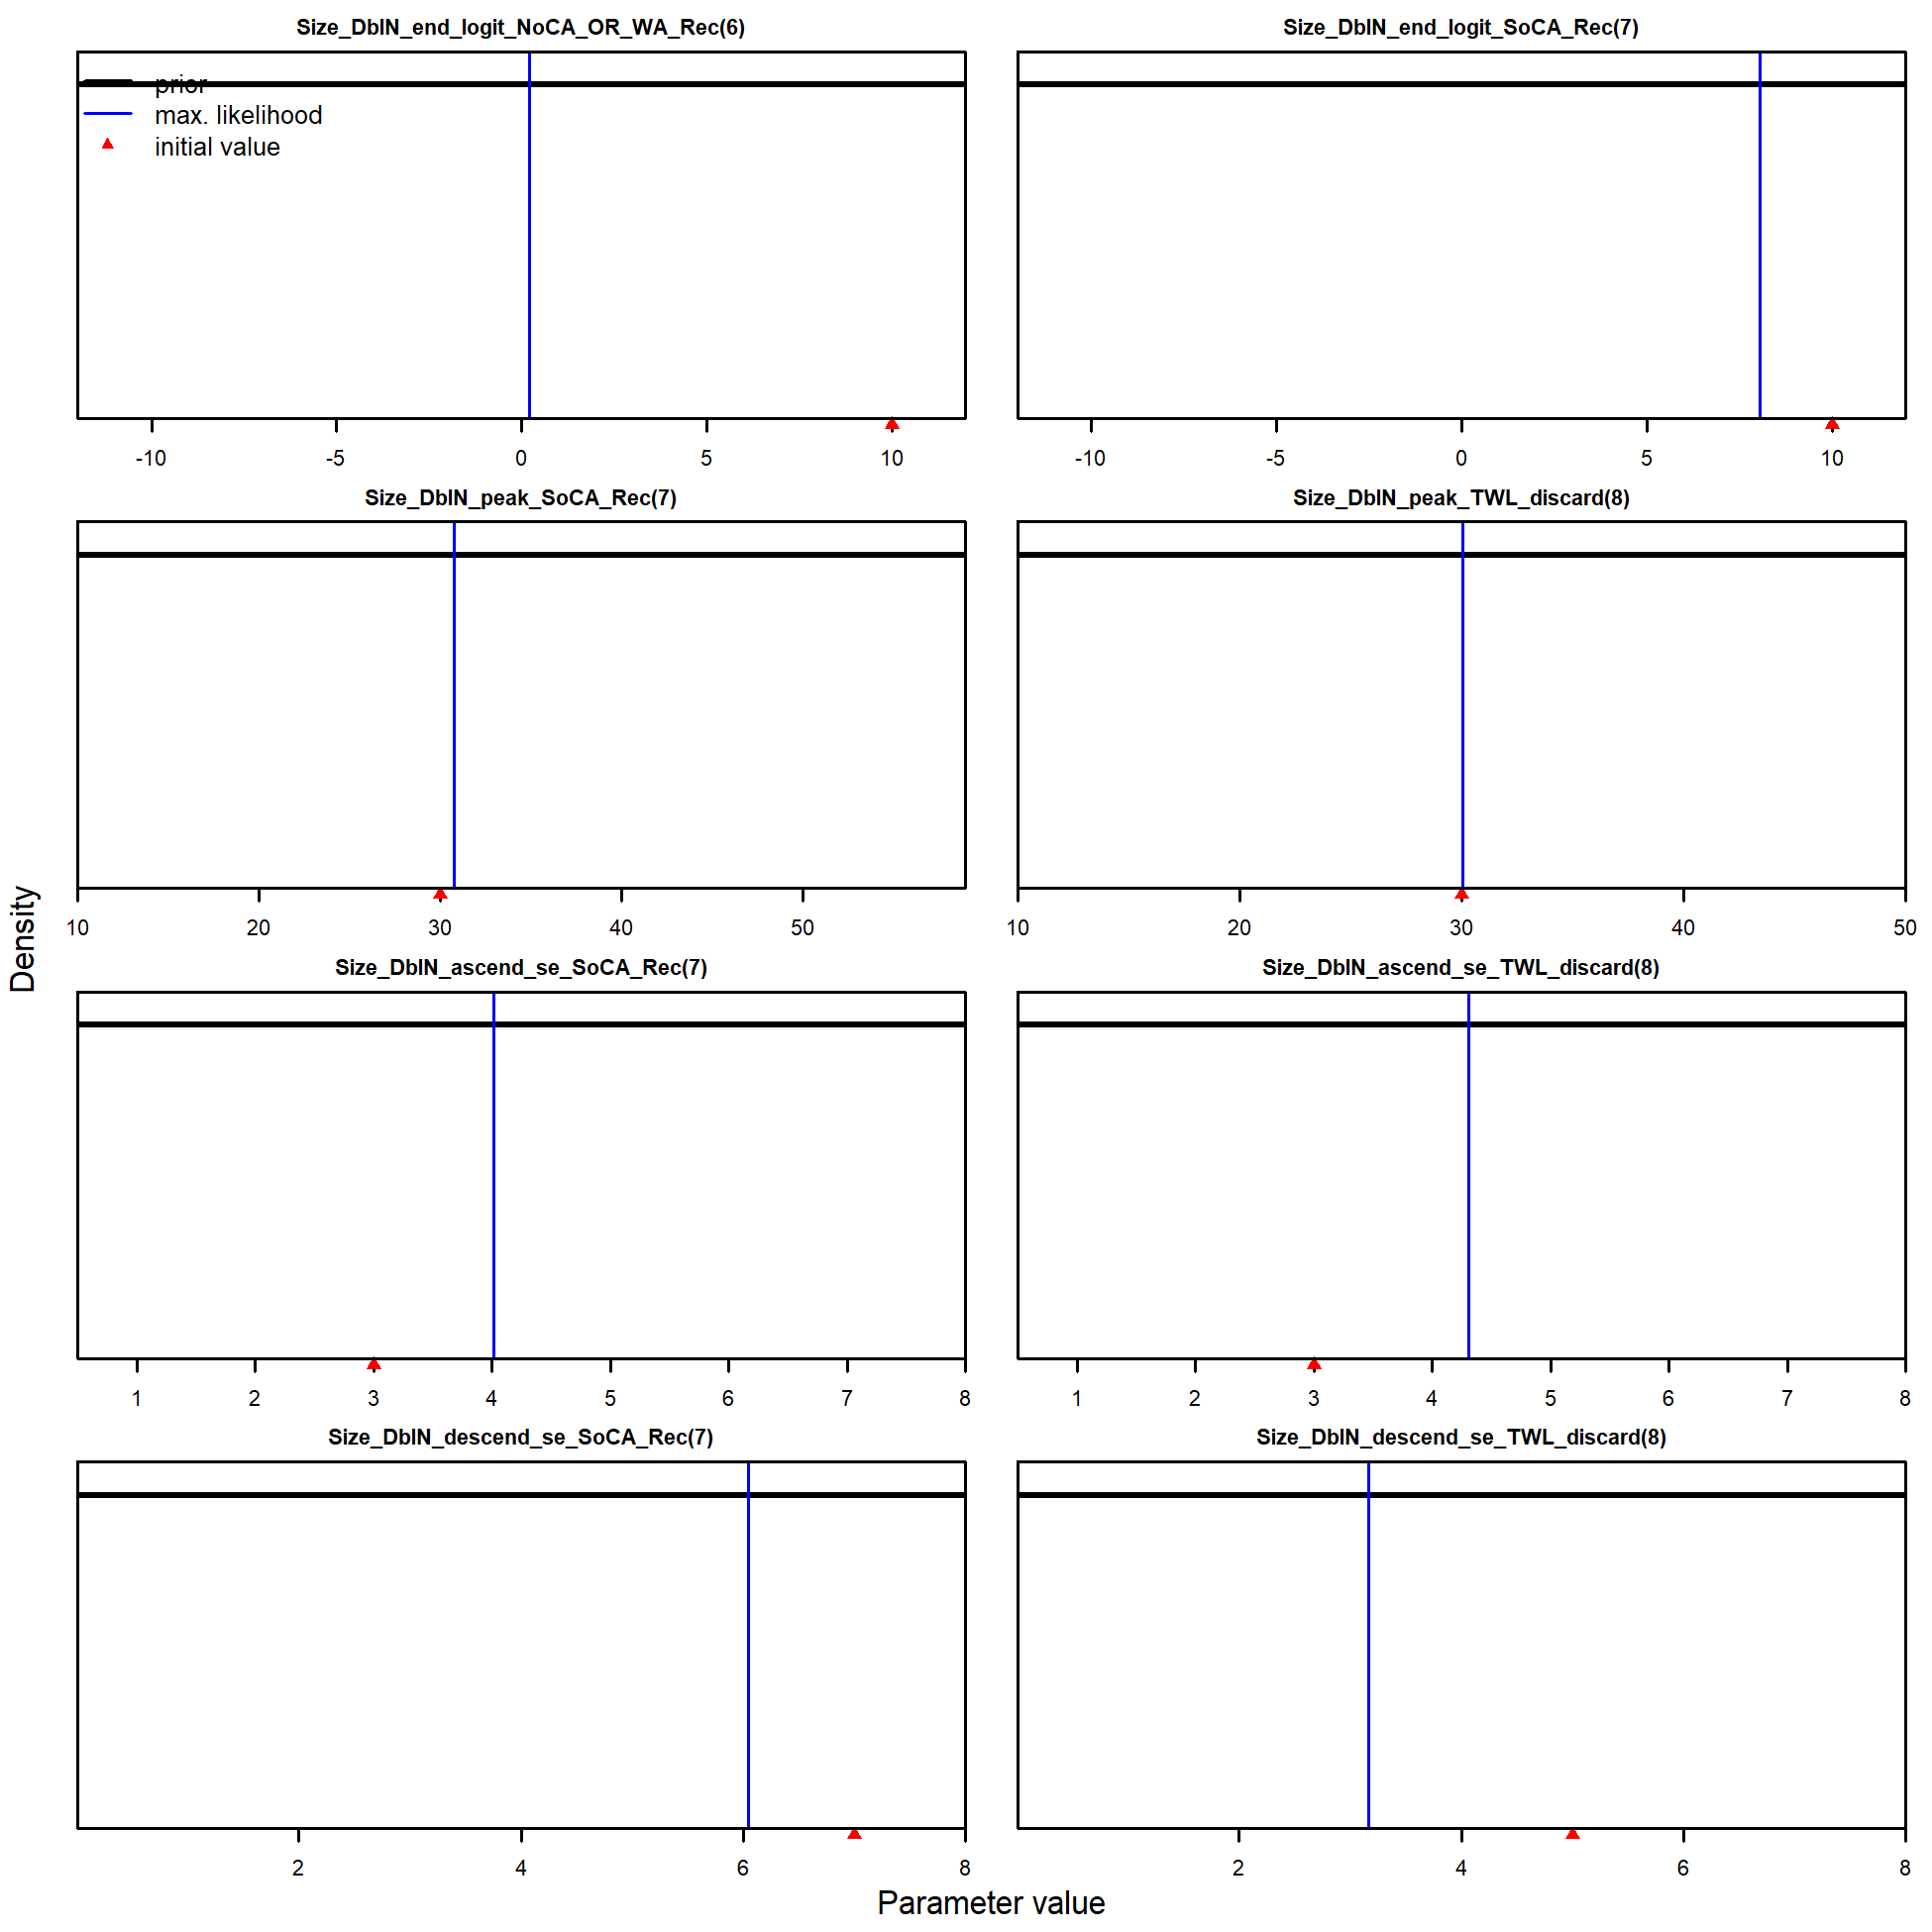 Size_DblN_end_logit_NoCA_OR_WA_Rec(6)
prior
max. likelihood
initial value
-10 -5 0 5 10
Size_DblN_end_logit_SoCA_Rec(7)
-10 -5 0 5 10
Size_DblN_peak_SoCA_Rec(7)
10 20 30 40 50
Size_DblN_peak_TWL_discard(8)
10 20 30 40 50
Size_DblN_ascend_se_SoCA_Rec(7)
1 2 3 4 5 6 7 8
Size_DblN_ascend_se_TWL_discard(8)
1 2 3 4 5 6 7 8
Size_DblN_descend_se_SoCA_Rec(7)
2 4 6 8
Size_DblN_descend_se_TWL_discard(8)
2 4 6 8
Density
Parameter value